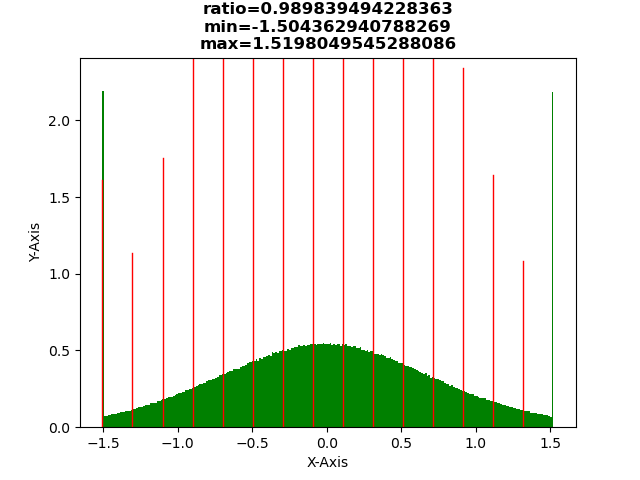 ratio=0.989839494228363
min=-1.504362940788269
max=1.5198049545288086
Y-Axis
2.0
1.5
1.0
0.5
0.0
−1.5
−1.0
−0.5
0.0
0.5
1.0
1.5
X-Axis